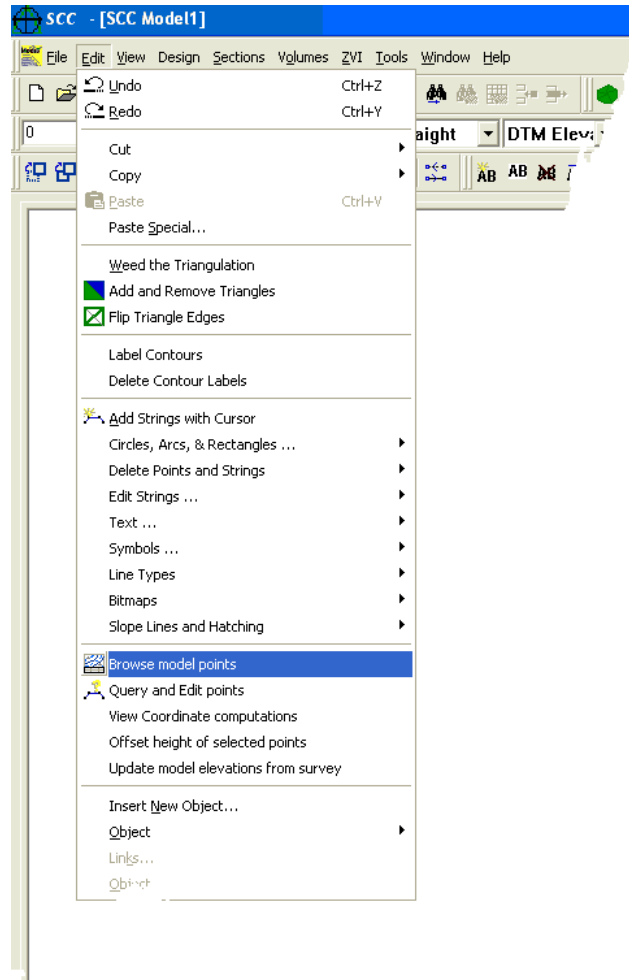 SCC - [SCC Model1]
File Edit View Design Sections Volumes ZVI Tools Window Help
Undo Ctrl+Z
Redo Ctrl+Y
0
aight DTM Eleva
Cut
Copy
AB AB AB
Paste Ctrl+V
Paste Special...
Weed the Triangulation
Add and Remove Triangles
Flip Triangle Edges
Label Contours
Delete Contour Labels
Add Strings with Cursor
Circles, Arcs, & Rectangles ...
Delete Points and Strings
Edit Strings ...
Text ...
Symbols ...
Line Types
Bitmaps
Slope Lines and Hatching
Browse model points
Query and Edit points
View Coordinate computations
Offset height of selected points
Update model elevations from survey
Insert New Object...
Object
Links...
Object